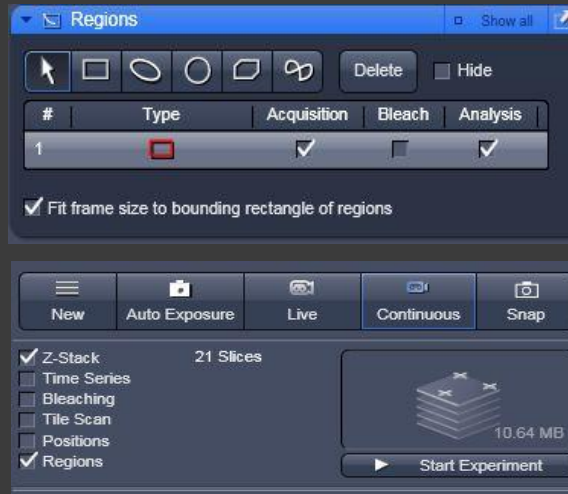 Regions
Show all
Delete
Hide
# Type Acquisition Bleach Analysis
1
Fit frame size to bounding rectangle of regions
New Auto Exposure Live Continuous Snap
Z-Stack 21 Slices
Time Series
Bleaching
Tile Scan
Positions
Regions
10.64 MB
Start Experiment